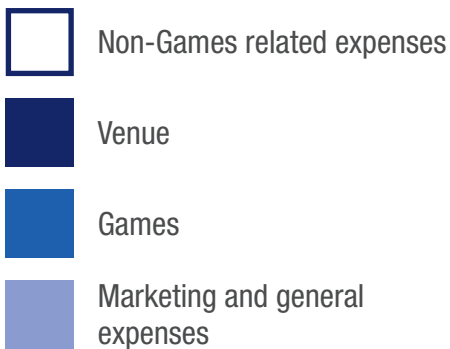 Non-Games related expenses
Venue
Games
Marketing and general
expenses